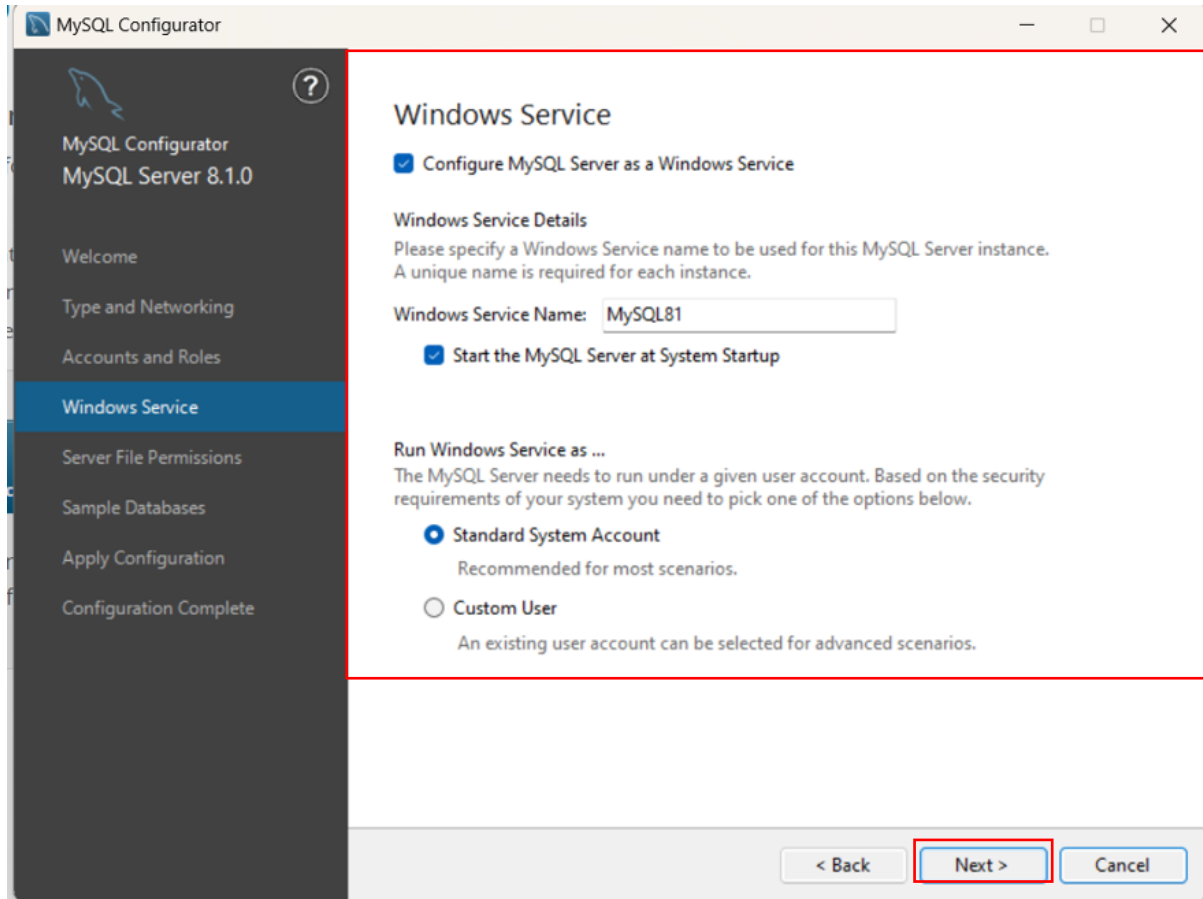 MySQL Configurator
?
MySQL Configurator
MySQL Server 8.1.0
Welcome
Type and Networking
Accounts and Roles
Windows Service
Server File Permissions
Sample Databases
Apply Configuration
Configuration Complete
Windows Service
Configure MySQL Server as a Windows Service
Windows Service Details
Please specify a Windows Service name to be used for this MySQL Server instance.
A unique name is required for each instance.
Windows Service Name: MySQL81
Start the MySQL Server at System Startup
Run Windows Service as ...
The MySQL Server needs to run under a given user account. Based on the security
requirements of your system you need to pick one of the options below.
Standard System Account
Recommended for most scenarios.
Custom User
An existing user account can be selected for advanced scenarios.
< Back Next > Cancel